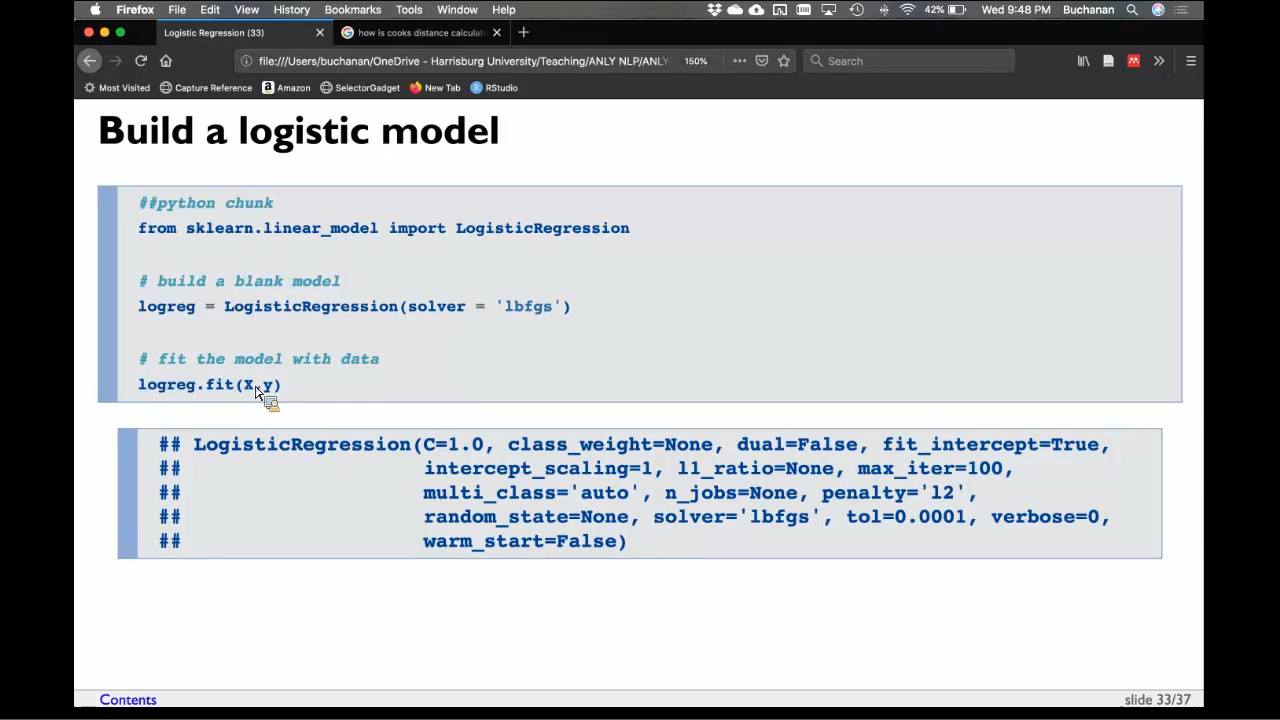 Firefox File Edit View History Bookmarks Tools Window Help 42% Wed 9:48 PM Buchanan
Logistic Regression (33) how is cooks distance calculat
file:///Users/buchanan/OneDrive - Harrisburg University/Teaching/ANLY NLP/ANLY- 150% Search
Most Visited Capture Reference Amazon SelectorGadget New Tab RStudio
Build a logistic model
##python chunk
from sklearn.linear_model import LogisticRegression
# build a blank model
logreg = LogisticRegression(solver = 'lbfgs')
# fit the model with data
logreg.fit(X,y)
## LogisticRegression(C=1.0, class_weight=None, dual=False, fit_intercept=True,
## intercept_scaling=1, l1_ratio=None, max_iter=100,
## multi_class='auto', n_jobs=None, penalty='l2',
## random_state=None, solver='lbfgs', tol=0.0001, verbose=0,
## warm_start=False)
Contents slide 33/37